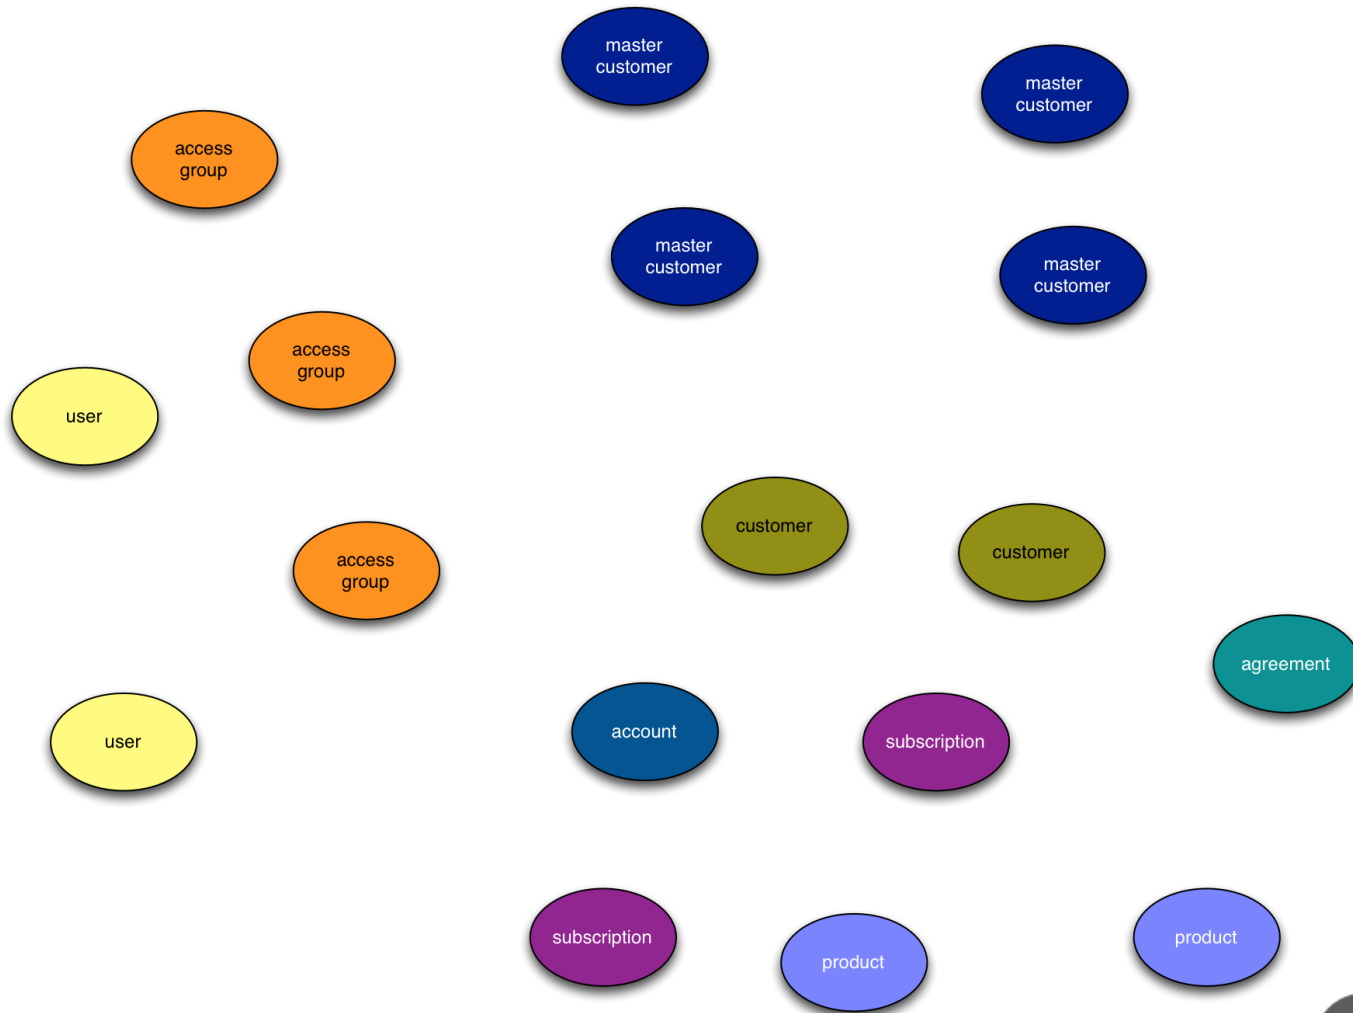 master
customer
master
customer
access
group
master
customer
master
customer
access
group
user
customer
customer
access
group
agreement
account
subscription
user
subscription
product
product